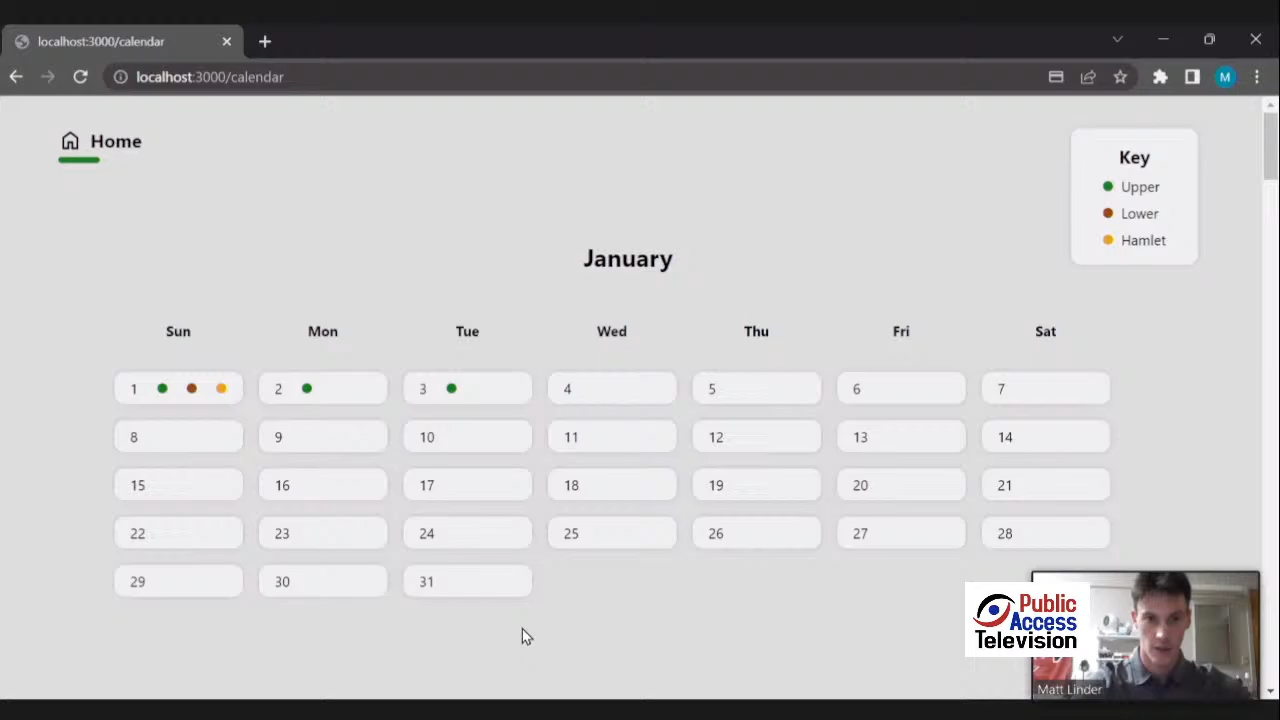 localhost:3000/calendar
localhost:3000/calendar
M
Home
Key
Upper
Lower
Hamlet
January
Sun Mon Tue Wed Thu Fri Sat
1 2 3 4 5 6 7
8 9 10 11 12 13 14
15 16 17 18 19 20 21
22 23 24 25 26 27 28
29 30 31
Public
Access
Television
Matt Linder